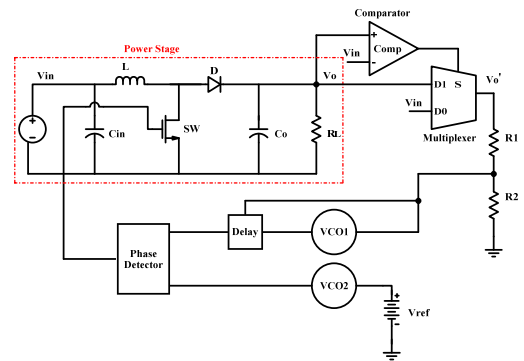 Comparator
Power Stage
Vin
+
Comp
-
Vin
L
D
Vo
D1 S
Vo'
Vin
D0
Multiplexer
+
-
Cin
SW
Co
RL
R1
R2
Delay
VCO1
Phase
Detector
VCO2
+
-
Vref